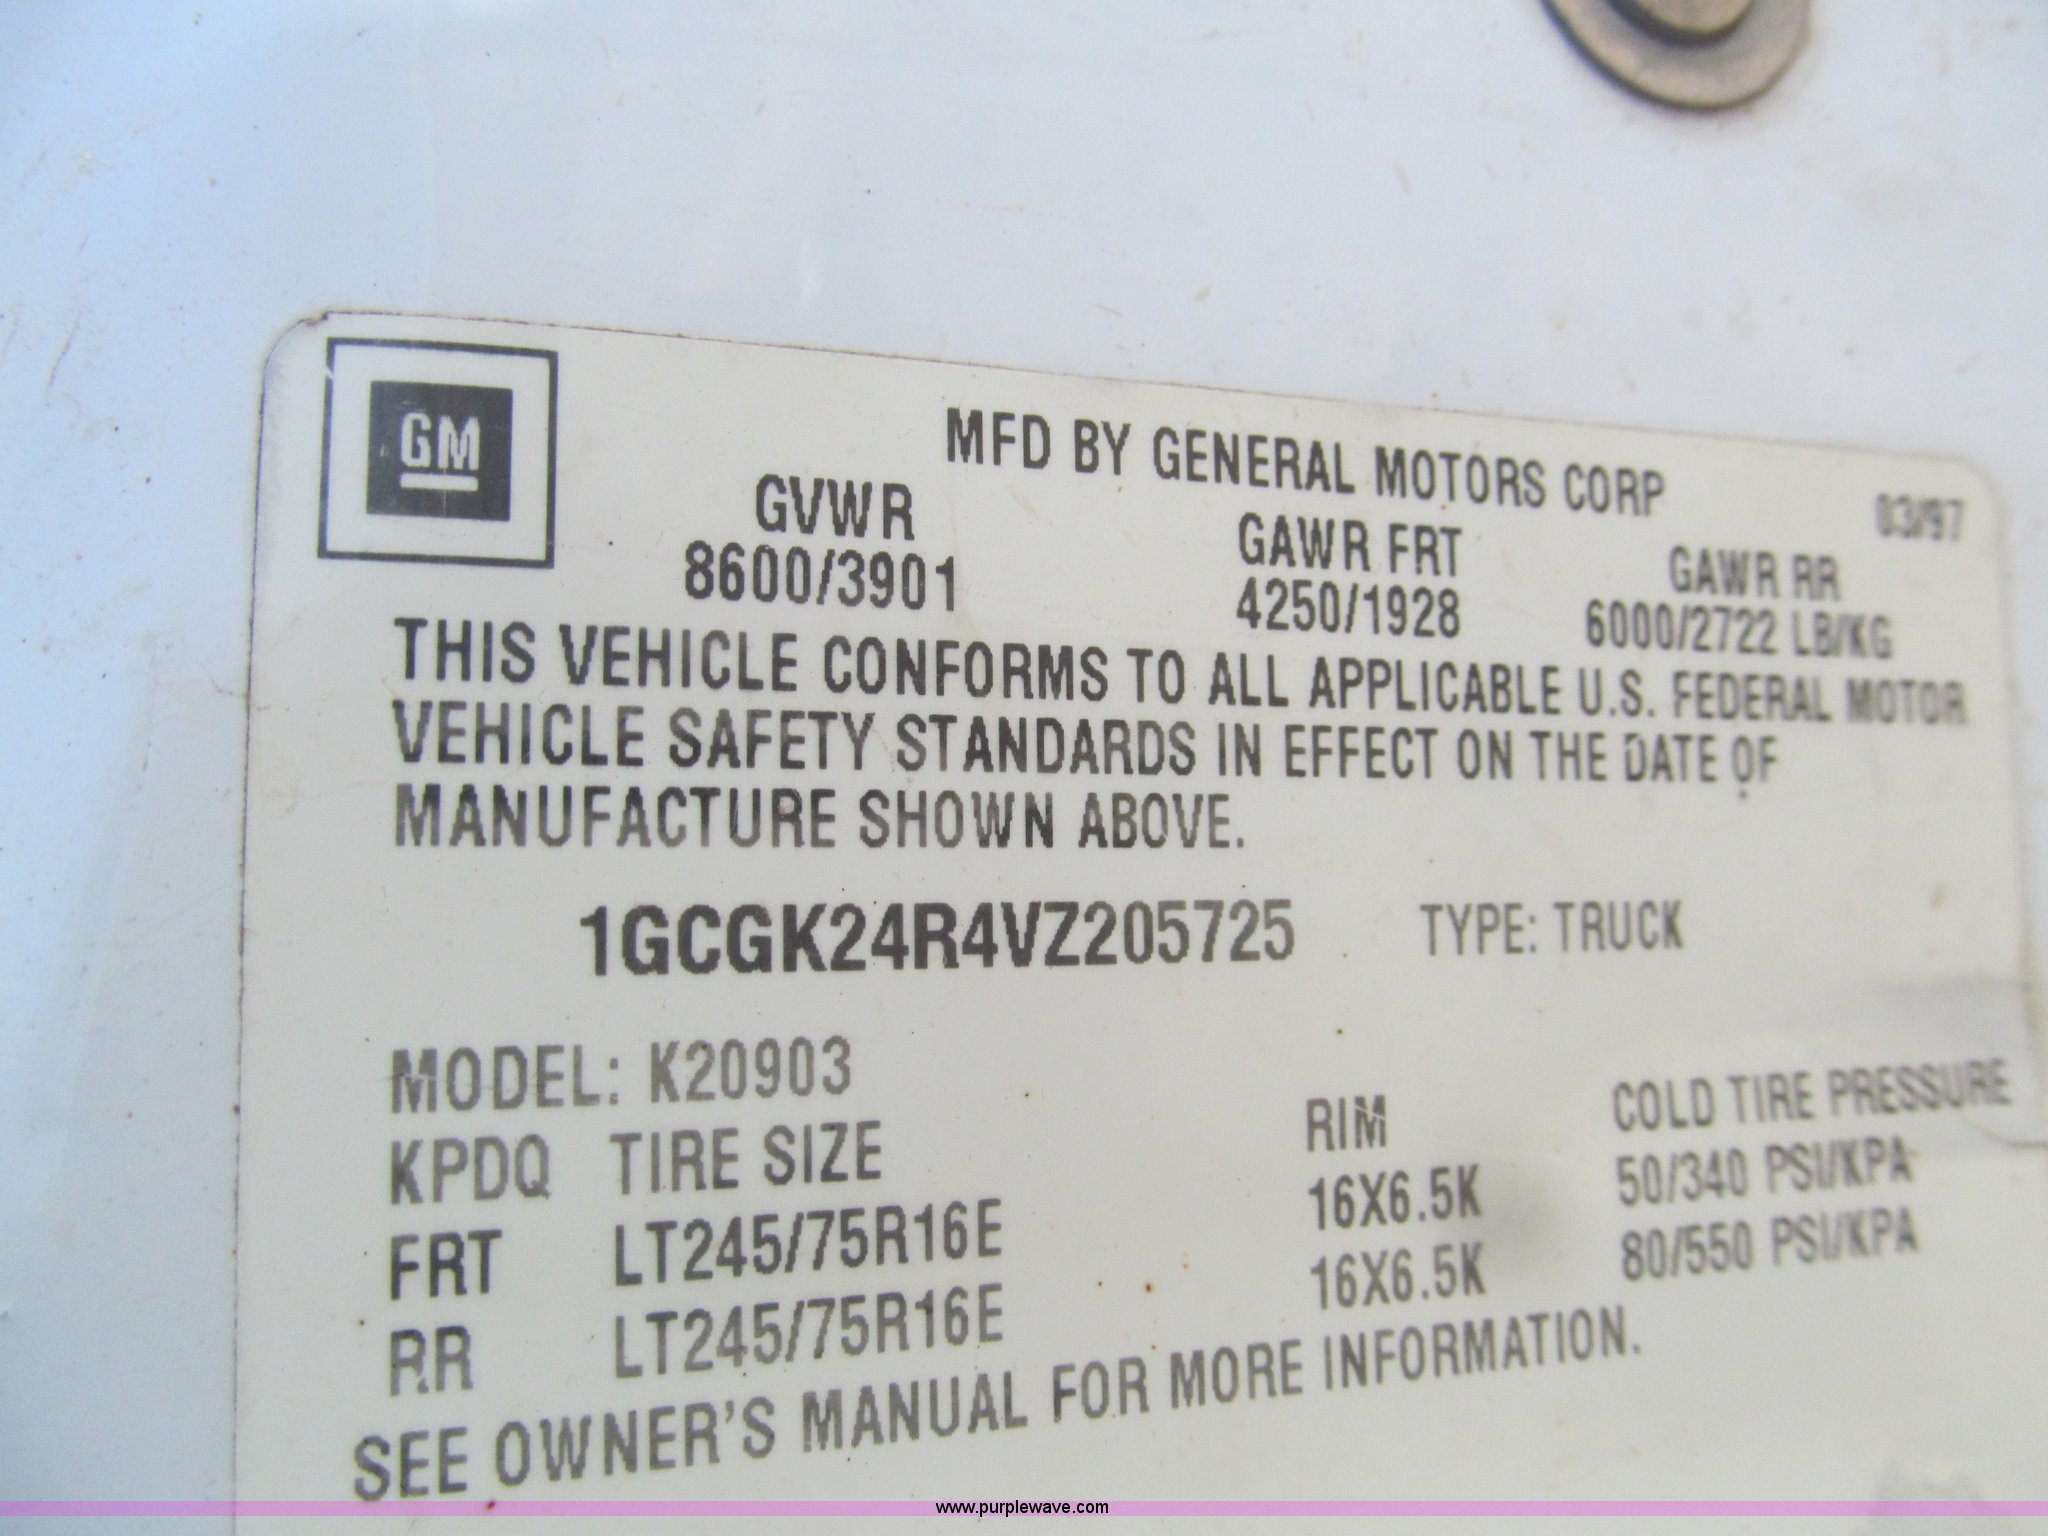 GM
MFD BY GENERAL MOTORS CORP
03/97
GVWR
GAWR FRT
GAWR RR
8600/3901
4250/1928
6000/2722 LB/KG
THIS VEHICLE CONFORMS TO ALL APPLICABLE U.S. FEDERAL MOTOR
VEHICLE SAFETY STANDARDS IN EFFECT ON THE DATE OF
MANUFACTURE SHOWN ABOVE.
1GCGK24R4VZ205725
TYPE: TRUCK
MODEL: K20903
KPDQ TIRE SIZE RIM COLD TIRE PRESSURE
FRT LT245/75R16E 16X6.5K 50/340 PSI/KPA
RR LT245/75R16E 16X6.5K 80/550 PSI/KPA
SEE OWNER'S MANUAL FOR MORE INFORMATION.
www.purplewave.com